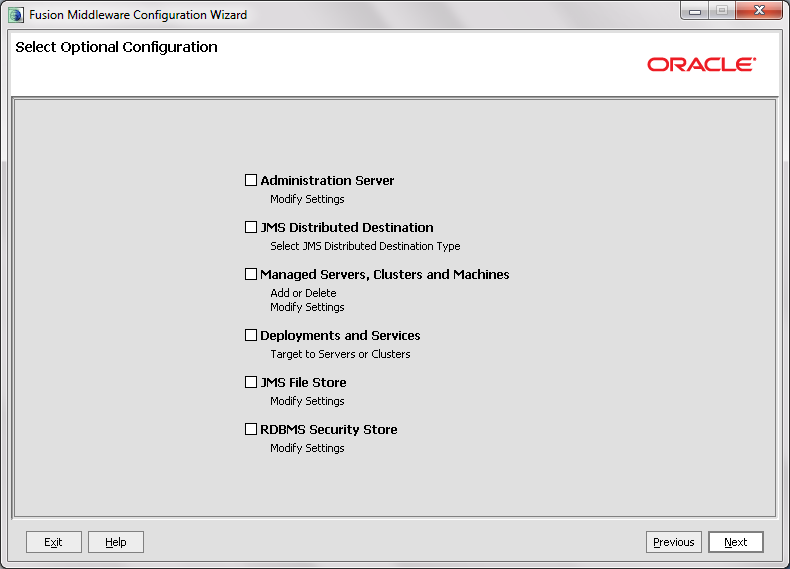 Fusion Middleware Configuration Wizard
Select Optional Configuration
ORACLE
Administration Server
Modify Settings
JMS Distributed Destination
Select JMS Distributed Destination Type
Managed Servers, Clusters and Machines
Add or Delete
Modify Settings
Deployments and Services
Target to Servers or Clusters
JMS File Store
Modify Settings
RDBMS Security Store
Modify Settings
Exit Help Previous Next